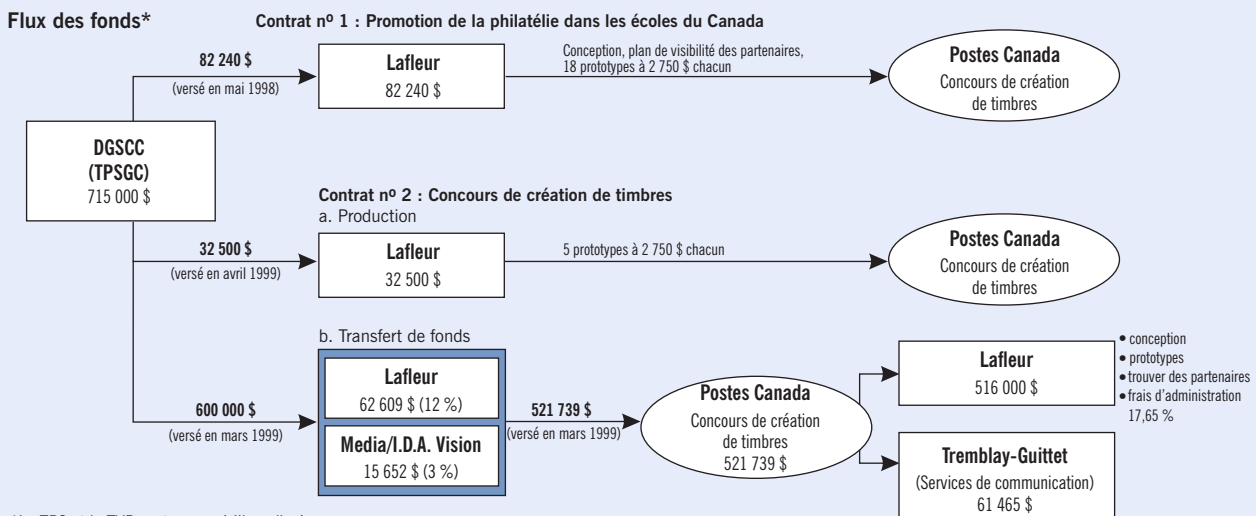 Flux des fonds*
Contrat nº 1 : Promotion de la philatélie dans les écoles du Canada
82 240 $
(versé en mai 1998)
Lafleur
82 240 $
Conception, plan de visibilité des partenaires,
18 prototypes à 2 750 $ chacun
Postes Canada
Concours de création
de timbres
DGSCC
(TPSGC)
715 000 $
Contrat nº 2 : Concours de création de timbres
a. Production
32 500 $
(versé en avril 1999)
Lafleur
32 500 $
5 prototypes à 2 750 $ chacun
Postes Canada
Concours de création
de timbres
b. Transfert de fonds
600 000 $
(versé en mars 1999)
Lafleur
62 609 $ (12 %)
Media/I.D.A. Vision
15 652 $ (3 %)
521 739 $
(versé en mars 1999)
Postes Canada
Concours de création
de timbres
521 739 $
Lafleur
516 000 $
• conception
• prototypes
• trouver des partenaires
• frais d'administration
17,65 %
Tremblay-Guittet
(Services de communication)
61 465 $